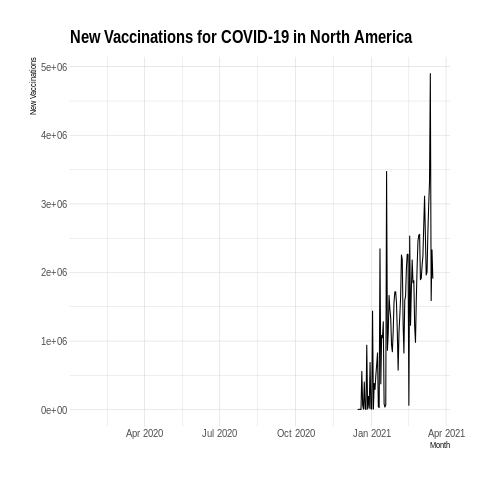 New Vaccinations for COVID-19 in North America
New Vaccinations
5e+06
4e+06
3e+06
2e+06
1e+06
0e+00
Apr 2020 Jul 2020 Oct 2020 Jan 2021 Apr 2021
Month